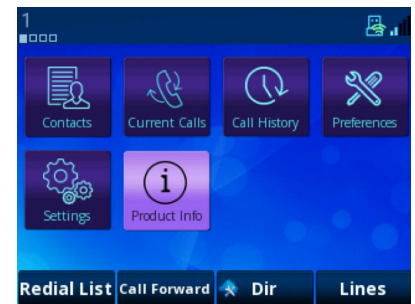 1
Contacts
Current Calls
Call History
Preferences
Settings
i
Product Info
Redial List
Call Forward
Dir
Lines